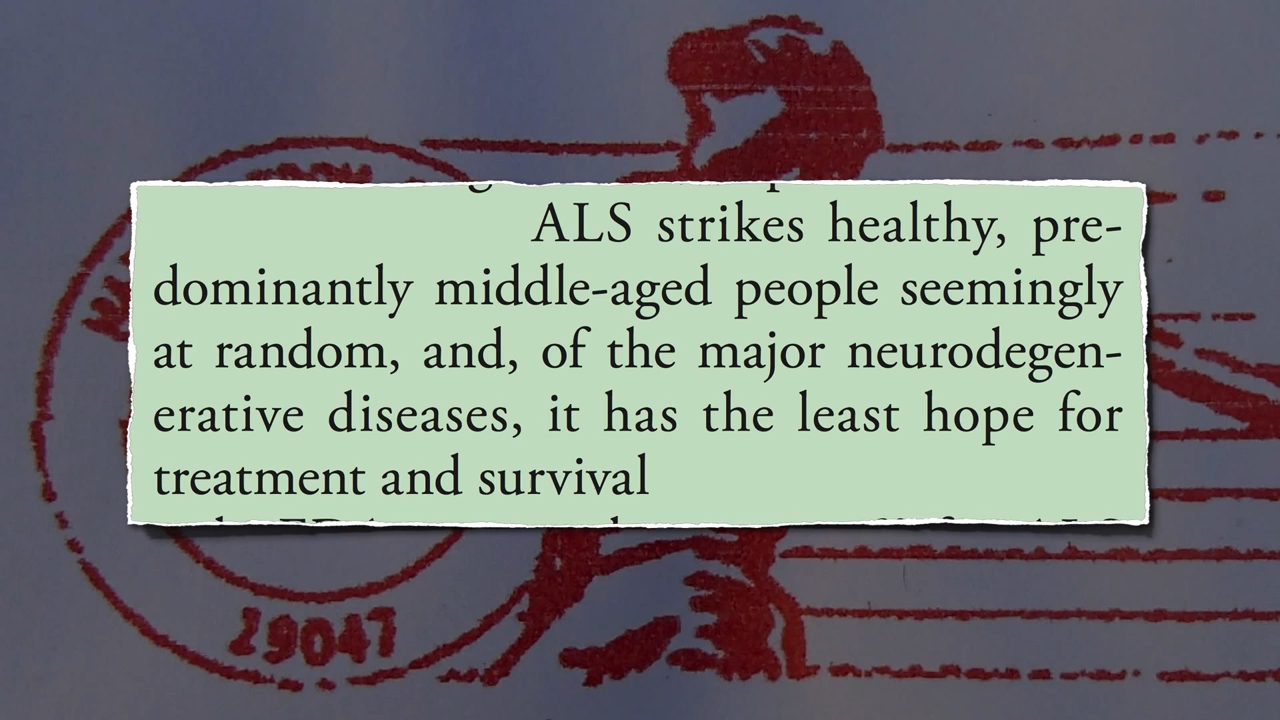 ALS strikes healthy, pre-
dominantly middle-aged people seemingly
at random, and, of the major neurodegen-
erative diseases, it has the least hope for
treatment and survival
29047